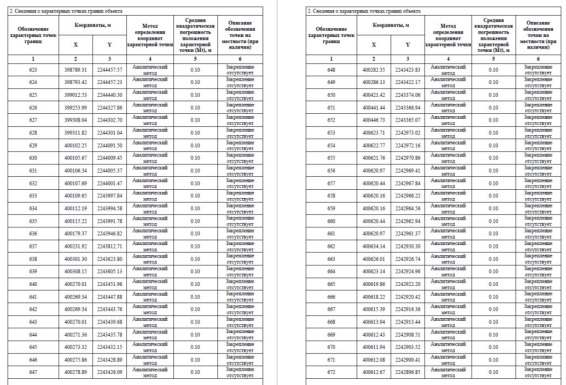 2. Сведения о характерных точках границ объекта
Обозначение характерных точек границ
Координаты, м
X Y
Метод определения координат характерной точки
Средняя квадратическая погрешность положения характерной точки (Mt), м
Описание обозначения точки на местности (при наличии)
1 2 3 4 5 6
623 398789.31 2244457.57 Аналитический метод 0.10 Закрепление отсутствует
624 398793.42 2244457.23 Аналитический метод 0.10 Закрепление отсутствует
625 399012.53 2244440.30 Аналитический метод 0.10 Закрепление отсутствует
626 399253.99 2244327.86 Аналитический метод 0.10 Закрепление отсутствует
627 399308.94 2244302.70 Аналитический метод 0.10 Закрепление отсутствует
628 399311.82 2244301.04 Аналитический метод 0.10 Закрепление отсутствует
629 400102.25 2244091.50 Аналитический метод 0.10 Закрепление отсутствует
630 400105.67 2244009.45 Аналитический метод 0.10 Закрепление отсутствует
631 400106.34 2244005.37 Аналитический метод 0.10 Закрепление отсутствует
632 400107.69 2244001.47 Аналитический метод 0.10 Закрепление отсутствует
633 400109.65 2243997.84 Аналитический метод 0.10 Закрепление отсутствует
634 400112.19 2243994.58 Аналитический метод 0.10 Закрепление отсутствует
635 400115.22 2243991.78 Аналитический метод 0.10 Закрепление отсутствует
636 400179.37 2243946.82 Аналитический метод 0.10 Закрепление отсутствует
637 400231.92 2243812.71 Аналитический метод 0.10 Закрепление отсутствует
638 400301.30 2243623.80 Аналитический метод 0.10 Закрепление отсутствует
639 400308.15 2243605.13 Аналитический метод 0.10 Закрепление отсутствует
640 400270.01 2243451.96 Аналитический метод 0.10 Закрепление отсутствует
641 400269.34 2243447.88 Аналитический метод 0.10 Закрепление отсутствует
642 400269.34 2243443.76 Аналитический метод 0.10 Закрепление отсутствует
643 400270.01 2243439.68 Аналитический метод 0.10 Закрепление отсутствует
644 400271.36 2243435.78 Аналитический метод 0.10 Закрепление отсутствует
645 400273.32 2243432.15 Аналитический метод 0.10 Закрепление отсутствует
646 400275.86 2243428.89 Аналитический метод 0.10 Закрепление отсутствует
647 400278.89 2243426.09 Аналитический метод 0.10 Закрепление отсутствует
2. Сведения о характерных точках границ объекта
Обозначение характерных точек границ
Координаты, м
X Y
Метод определения координат характерной точки
Средняя квадратическая погрешность положения характерной точки (Mt), м
Описание обозначения точки на местности (при наличии)
1 2 3 4 5 6
648 400282.35 2243423.83 Аналитический метод 0.10 Закрепление отсутствует
649 400286.13 2243422.17 Аналитический метод 0.10 Закрепление отсутствует
650 400421.42 2243374.06 Аналитический метод 0.10 Закрепление отсутствует
651 400441.44 2243366.94 Аналитический метод 0.10 Закрепление отсутствует
652 400446.73 2243365.07 Аналитический метод 0.10 Закрепление отсутствует
653 400623.71 2242973.02 Аналитический метод 0.10 Закрепление отсутствует
654 400622.77 2242972.16 Аналитический метод 0.10 Закрепление отсутствует
655 400621.76 2242970.86 Аналитический метод 0.10 Закрепление отсутствует
656 400620.97 2242969.41 Аналитический метод 0.10 Закрепление отсутствует
657 400620.44 2242967.84 Аналитический метод 0.10 Закрепление отсутствует
658 400620.16 2242966.22 Аналитический метод 0.10 Закрепление отсутствует
659 400620.16 2242964.56 Аналитический метод 0.10 Закрепление отсутствует
660 400620.44 2242962.94 Аналитический метод 0.10 Закрепление отсутствует
661 400620.97 2242961.37 Аналитический метод 0.10 Закрепление отсутствует
662 400634.14 2242930.30 Аналитический метод 0.10 Закрепление отсутствует
663 400626.01 2242926.74 Аналитический метод 0.10 Закрепление отсутствует
664 400623.14 2242924.96 Аналитический метод 0.10 Закрепление отсутствует
665 400619.86 2242922.20 Аналитический метод 0.10 Закрепление отсутствует
666 400618.22 2242920.42 Аналитический метод 0.10 Закрепление отсутствует
667 400615.39 2242916.36 Аналитический метод 0.10 Закрепление отсутствует
668 400613.94 2242913.44 Аналитический метод 0.10 Закрепление отсутствует
669 400612.43 2242908.51 Аналитический метод 0.10 Закрепление отсутствует
670 400611.94 2242903.32 Аналитический метод 0.10 Закрепление отсутствует
671 400612.08 2242900.41 Аналитический метод 0.10 Закрепление отсутствует
672 400612.67 2242896.85 Аналитический метод 0.10 Закрепление отсутствует